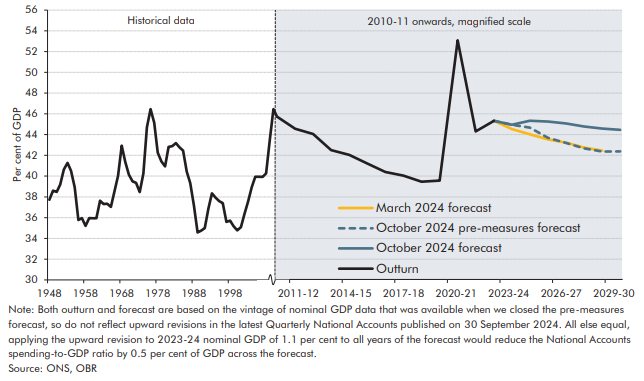 Historical data
2010-11 onwards, magnified scale
Per cent of GDP
56
54
52
50
48
46
44
42
40
38
36
34
32
30
1948 1958 1968 1978 1988 1998 2011-12 2014-15 2017-18 2020-21 2023-24 2026-27 2029-30
March 2024 forecast
October 2024 pre-measures forecast
October 2024 forecast
Outturn
Note: Both outturn and forecast are based on the vintage of nominal GDP data that was available when we closed the pre-measures
forecast, so do not reflect upward revisions in the latest Quarterly National Accounts published on 30 September 2024. All else equal,
applying the upward revision to 2023-24 nominal GDP of 1.1 per cent to all years of the forecast would reduce the National Accounts
spending-to-GDP ratio by 0.5 per cent of GDP across the forecast.
Source: ONS, OBR